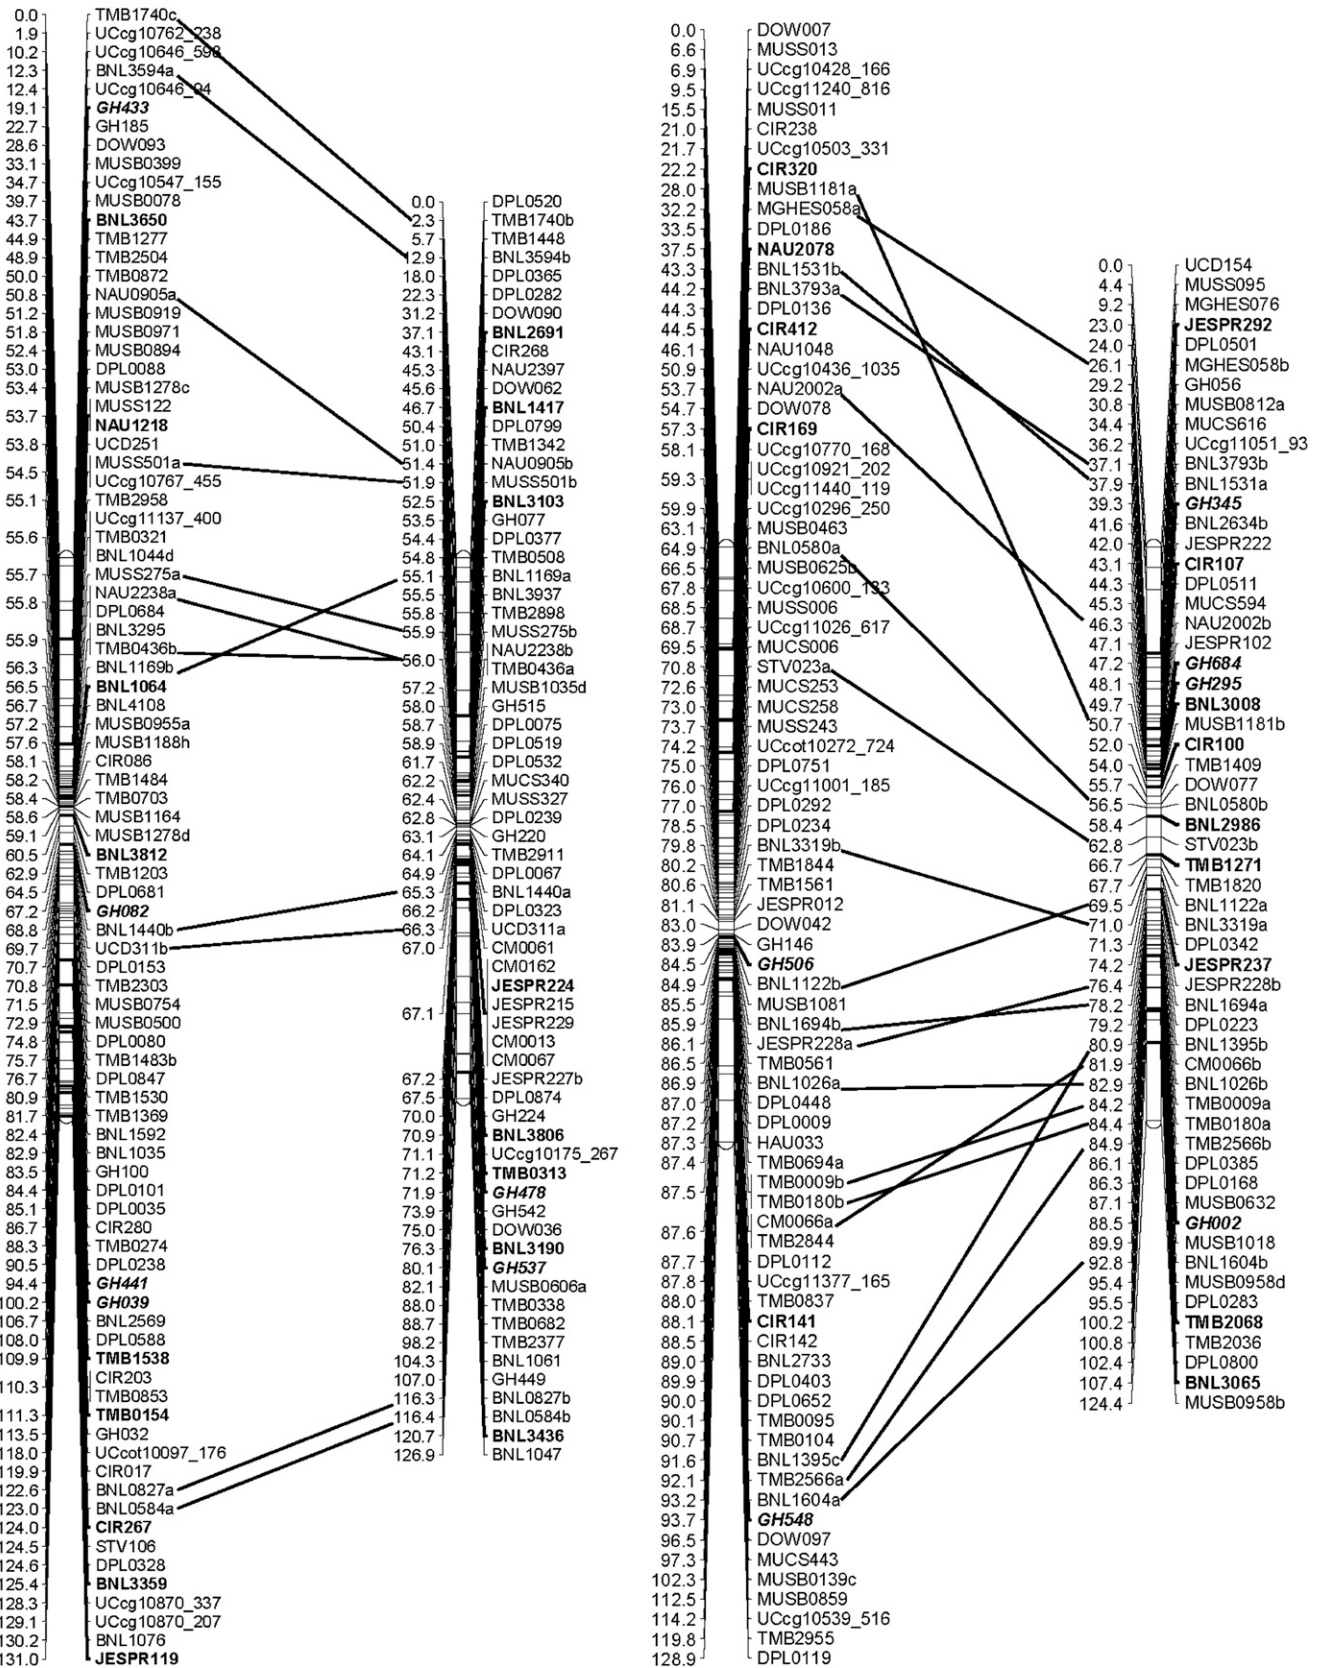 0.0 TMB1740c
1.9 UCcg10762_238
10.2 UCcg10646_598
12.3 BNL3594a
12.4 UCcg10646_94
19.1 GH433
22.7 GH185
28.6 DOW093
33.1 MUSB0399
34.7 UCcg10547_155
39.7 MUSB0078
43.7 BNL3650
44.9 TMB1277
48.9 TMB2504
50.0 TMB0872
50.8 NAU0905a
51.2 MUSB0919
51.8 MUSB0971
52.4 MUSB0894
53.0 DPL0088
53.4 MUSB1278c
MUSS122
53.7 NAU1218
53.8 UCD251
MUSS501a
54.5 UCcg10767_455
55.1 TMB2958
UCcg11137_400
55.6 TMB0321
BNL1044d
55.7 MUSS275a
NAU2238a
55.8 DPL0684
BNL3295
55.9 TMB0436b
56.3 BNL1169b
56.5 BNL1064
56.7 BNL4108
57.2 MUSB0955a
57.6 MUSB1188h
58.1 CIR086
58.2 TMB1484
58.4 TMB0703
58.6 MUSB1164
59.1 MUSB1278d
60.5 BNL3812
62.9 TMB1203
64.5 DPL0681
67.2 GH082
68.8 BNL1440b
69.7 UCD311b
70.7 DPL0153
70.8 TMB2303
71.5 MUSB0754
72.9 MUSB0500
74.8 DPL0080
75.7 TMB1483b
76.7 DPL0847
80.9 TMB1530
81.7 TMB1369
82.4 BNL1592
82.9 BNL1035
83.5 GH100
84.4 DPL0101
85.1 DPL0035
86.7 CIR280
88.3 TMB0274
90.5 DPL0238
94.4 GH441
100.2 GH039
106.7 BNL2569
108.0 DPL0588
109.9 TMB1538
CIR203
110.3 TMB0853
111.3 TMB0154
113.5 GH032
118.0 UCcot10097_176
119.9 CIR017
122.6 BNL0827a
123.0 BNL0584a
124.0 CIR267
124.5 STV106
124.6 DPL0328
125.4 BNL3359
128.3 UCcg10870_337
129.1 UCcg10870_207
130.2 BNL1076
131.0 JESPR119
0.0 DPL0520
2.3 TMB1740b
5.7 TMB1448
12.9 BNL3594b
18.0 DPL0365
22.3 DPL0282
31.2 DOW090
37.1 BNL2691
43.1 CIR268
45.3 NAU2397
45.6 DOW062
46.7 BNL1417
50.4 DPL0799
51.0 TMB1342
51.4 NAU0905b
51.9 MUSS501b
52.5 BNL3103
53.5 GH077
54.4 DPL0377
54.8 TMB0508
55.1 BNL1169a
55.5 BNL3937
55.8 TMB2898
55.9 MUSS275b
NAU2238b
56.0 TMB0436a
57.2 MUSB1035d
58.0 GH515
58.7 DPL0075
58.9 DPL0519
61.7 DPL0532
62.2 MUCS340
62.4 MUSS327
62.8 DPL0239
63.1 GH220
64.1 TMB2911
64.9 DPL0067
65.3 BNL1440a
66.2 DPL0323
66.3 UCD311a
67.0 CM0061
CM0162
JESPR224
67.1 JESPR215
JESPR229
CM0013
CM0067
67.2 JESPR227b
67.5 DPL0874
70.0 GH224
70.9 BNL3806
71.1 UCcg10175_267
71.2 TMB0313
71.9 GH478
73.9 GH542
75.0 DOW036
76.3 BNL3190
80.1 GH537
82.1 MUSB0606a
88.0 TMB0338
88.7 TMB0682
98.2 TMB2377
104.3 BNL1061
107.0 GH449
116.3 BNL0827b
116.4 BNL0584b
120.7 BNL3436
126.9 BNL1047
0.0 DOW007
6.6 MUSS013
6.9 UCcg10428_166
9.5 UCcg11240_816
15.5 MUSS011
21.0 CIR238
21.7 UCcg10503_331
22.2 CIR320
28.0 MUSB1181a
32.2 MGHES058a
33.5 DPL0186
37.5 NAU2078
43.3 BNL1531b
44.2 BNL3793a
44.3 DPL0136
44.5 CIR412
46.1 NAU1048
50.9 UCcg10436_1035
53.7 NAU2002a
54.7 DOW078
57.3 CIR169
58.1 UCcg10770_168
UCcg10921_202
59.3 UCcg11440_119
59.9 UCcg10296_250
63.1 MUSB0463
64.9 BNL0580a
66.5 MUSB0625b
67.8 UCcg10600_133
68.5 MUSS006
68.7 UCcg11026_617
69.5 MUCS006
70.8 STV023a
72.6 MUCS253
73.0 MUCS258
73.7 MUSS243
74.2 UCcot10272_724
75.0 DPL0751
76.0 UCcg11001_185
77.0 DPL0292
78.5 DPL0234
79.8 BNL3319b
80.2 TMB1844
80.6 TMB1561
81.1 JESPR012
83.0 DOW042
83.9 GH146
84.5 GH506
84.9 BNL1122b
85.5 MUSB1081
85.9 BNL1694b
86.1 JESPR228a
86.5 TMB0561
86.9 BNL1026a
87.0 DPL0448
87.2 DPL0009
87.3 HAU033
87.4 TMB0694a
TMB0009b
87.5 TMB0180b
CM0066a
87.6 TMB2844
87.7 DPL0112
87.8 UCcg11377_165
88.0 TMB0837
88.1 CIR141
88.5 CIR142
89.0 BNL2733
89.9 DPL0403
90.0 DPL0652
90.1 TMB0095
90.7 TMB0104
91.6 BNL1395c
92.1 TMB2566a
93.2 BNL1604a
93.7 GH548
96.5 DOW097
97.3 MUCS443
102.3 MUSB0139c
112.5 MUSB0859
114.2 UCcg10539_516
119.8 TMB2955
128.9 DPL0119
0.0 UCD154
4.4 MUSS095
9.2 MGHES076
23.0 JESPR292
24.0 DPL0501
26.1 MGHES058b
29.2 GH056
30.8 MUSB0812a
34.4 MUCS616
36.2 UCcg11051_93
37.1 BNL3793b
37.9 BNL1531a
39.3 GH345
41.6 BNL2634b
42.0 JESPR222
43.1 CIR107
44.3 DPL0511
45.3 MUCS594
46.3 NAU2002b
47.1 JESPR102
47.2 GH684
48.1 GH295
49.7 BNL3008
50.7 MUSB1181b
52.0 CIR100
54.0 TMB1409
55.7 DOW077
56.5 BNL0580b
58.4 BNL2986
62.8 STV023b
66.7 TMB1271
67.7 TMB1820
69.5 BNL1122a
71.0 BNL3319a
71.3 DPL0342
74.2 JESPR237
76.4 JESPR228b
78.2 BNL1694a
79.2 DPL0223
80.9 BNL1395b
81.9 CM0066b
82.9 BNL1026b
84.2 TMB0009a
84.4 TMB0180a
84.9 TMB2566b
86.1 DPL0385
86.3 DPL0168
87.1 MUSB0632
88.5 GH002
89.9 MUSB1018
92.8 BNL1604b
95.4 MUSB0958d
95.5 DPL0283
100.2 TMB2068
100.8 TMB2036
102.4 DPL0800
107.4 BNL3065
124.4 MUSB0958b